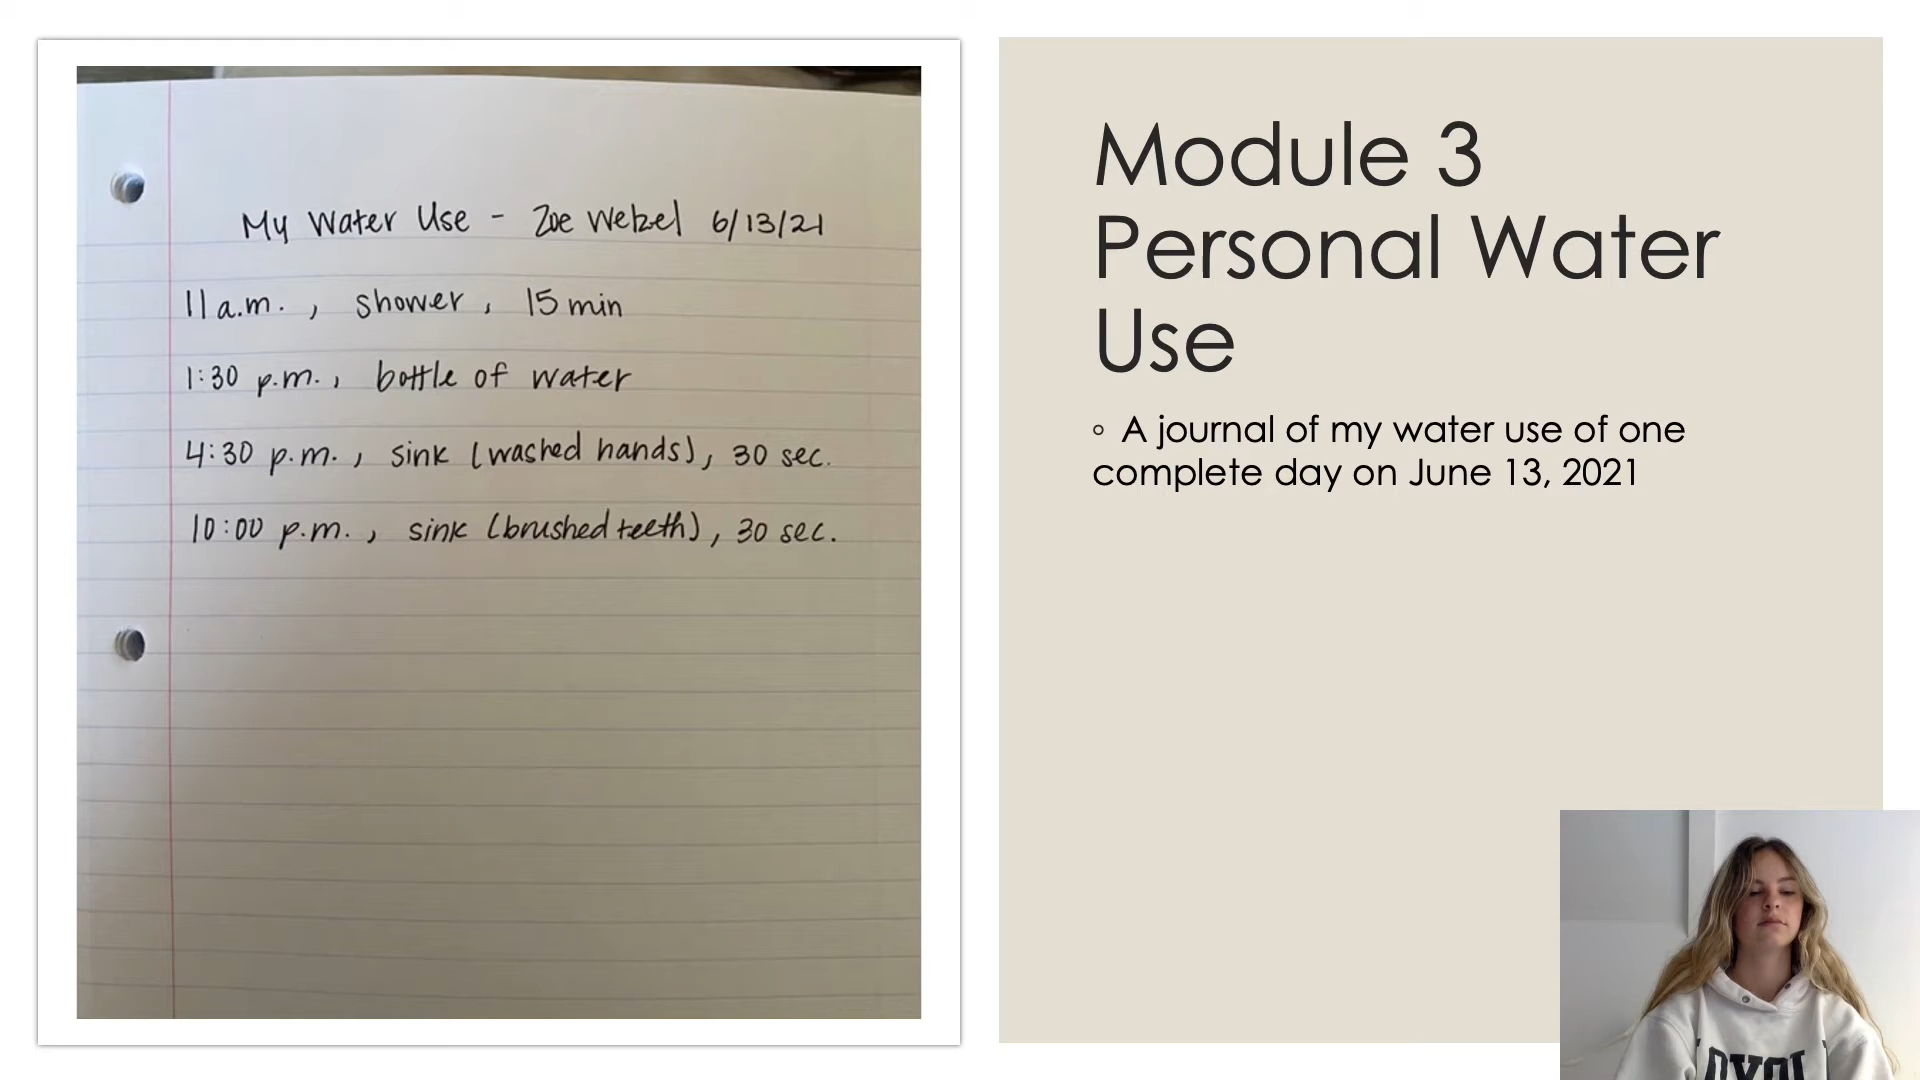 My Water Use - Zoe Wetzel 6/13/21
11 a.m. , shower , 15 min
1:30 p.m. , bottle of water
4:30 p.m. , sink (washed hands), 30 sec.
10:00 p.m. , sink (brushed teeth), 30 sec.
Module 3
Personal Water
Use
◦ A journal of my water use of one
complete day on June 13, 2021